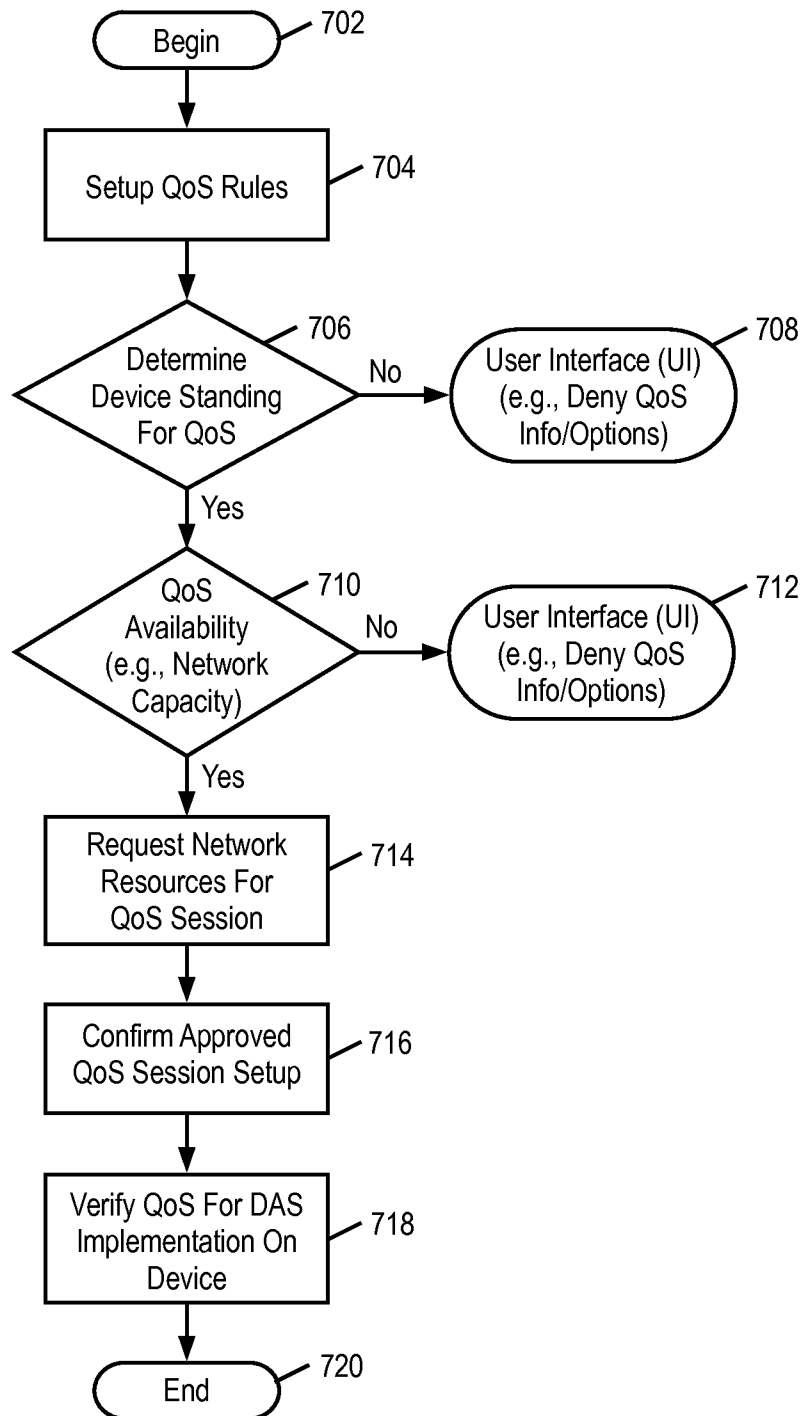 Begin
702
Setup QoS Rules
704
Determine
Device Standing
For QoS
706
No
User Interface (UI)
(e.g., Deny QoS
Info/Options)
708
Yes
QoS
Availability
(e.g., Network
Capacity)
710
No
User Interface (UI)
(e.g., Deny QoS
Info/Options)
712
Yes
Request Network
Resources For
QoS Session
714
Confirm Approved
QoS Session Setup
716
Verify QoS For DAS
Implementation On
Device
718
End
720